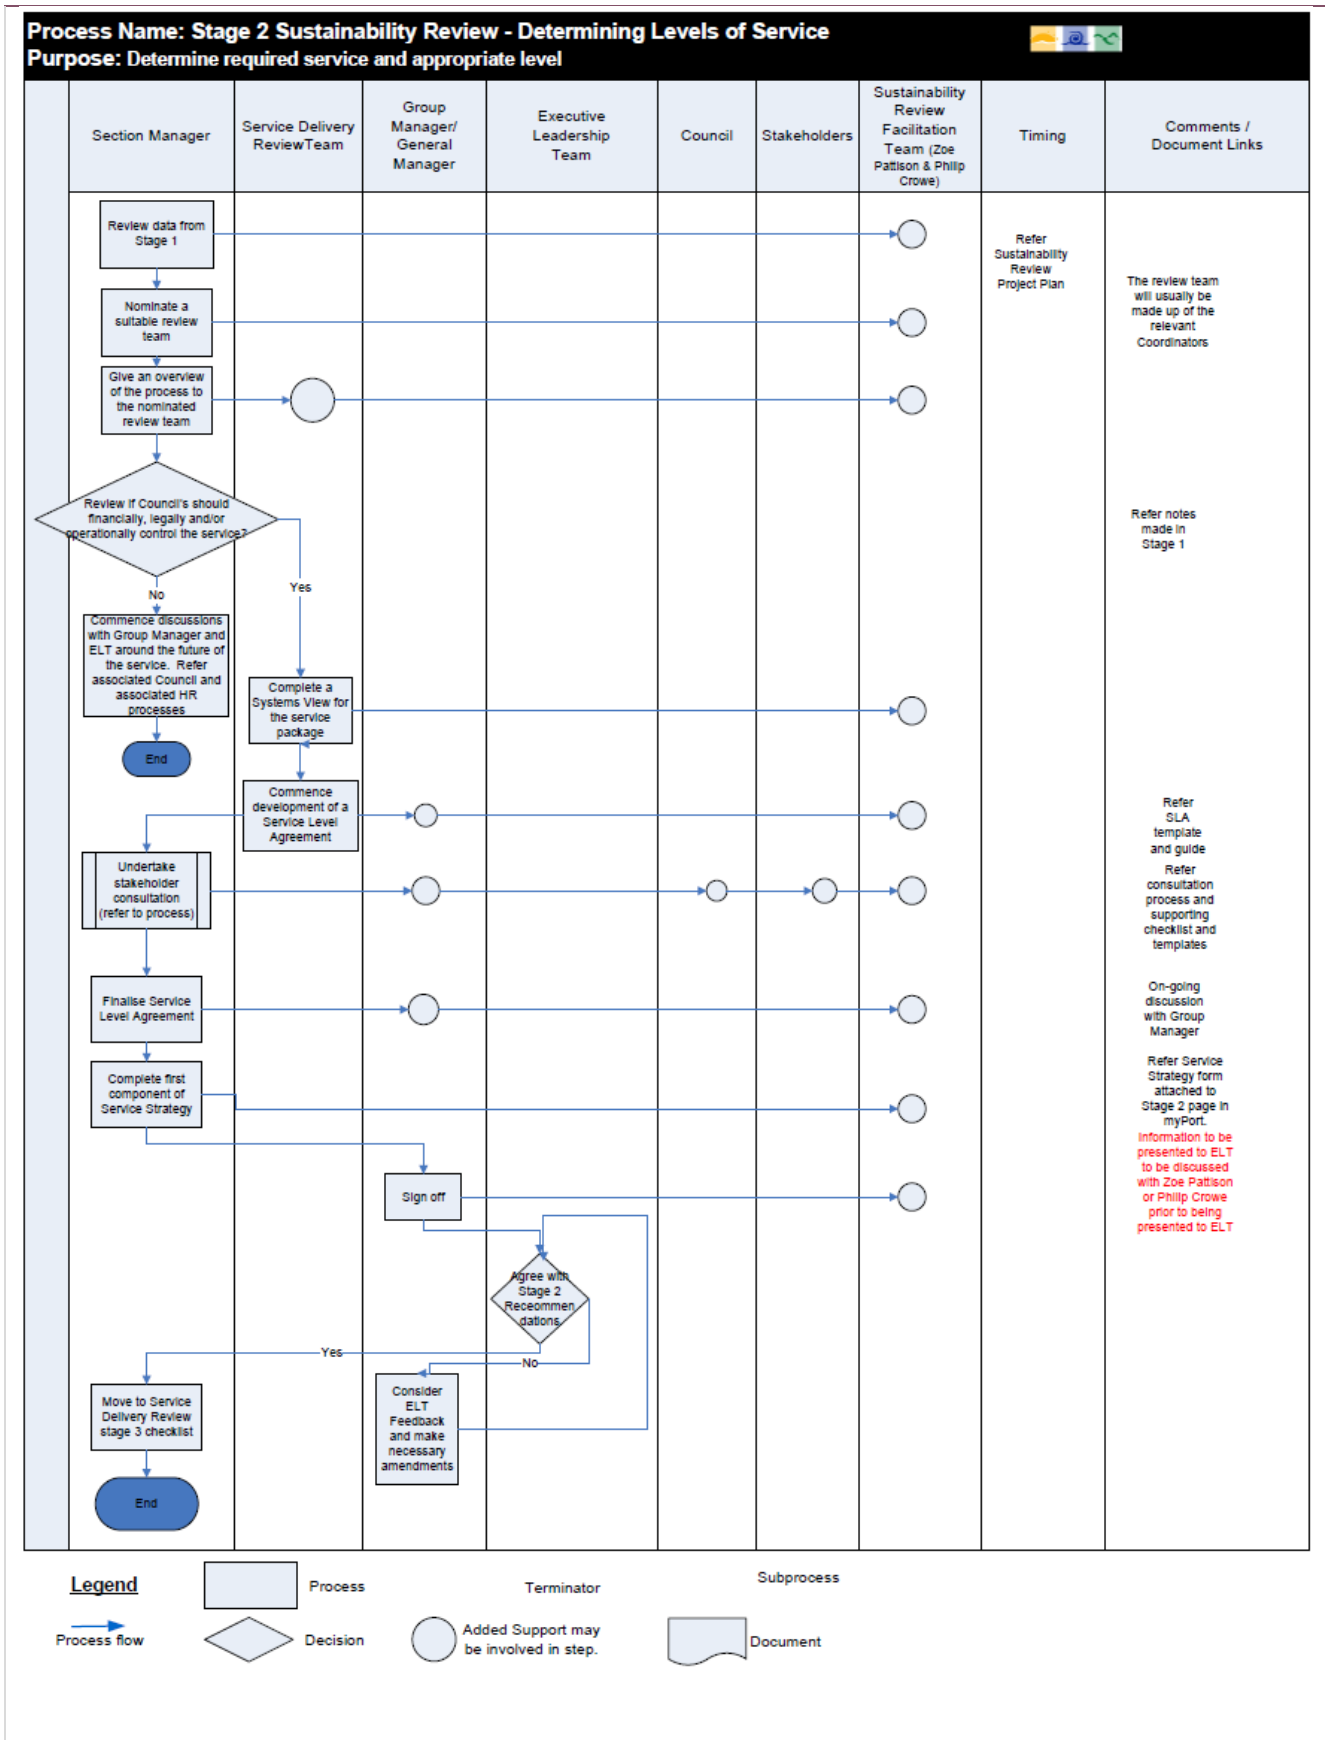 Process Name: Stage 2 Sustainability Review - Determining Levels of Service
Purpose: Determine required service and appropriate level
Section Manager
Service Delivery
ReviewTeam
Group
Manager/
General
Manager
Executive
Leadership
Team
Council
Stakeholders
Sustainability
Review
Facilitation
Team (Zoe
Pattison & Philip
Crowe)
Timing
Comments /
Document Links
Review data from
Stage 1
Refer
Sustainability
Review
Project Plan
Nominate a
suitable review
team
The review team
will usually be
made up of the
relevant
Coordinators
Give an overview
of the process to
the nominated
review team
Review if Council's should
financially, legally and/or
operationally control the service?
Refer notes
made in
Stage 1
Yes
No
Commence discussions
with Group Manager and
ELT around the future of
the service. Refer
associated Council and
associated HR
processes
Complete a
Systems View for
the service
package
End
Commence
development of a
Service Level
Agreement
Refer
SLA
template
and guide
Undertake
stakeholder
consultation
(refer to process)
Refer
consultation
process and
supporting
checklist and
templates
Finalise Service
Level Agreement
On-going
discussion
with Group
Manager
Complete first
component of
Service Strategy
Refer Service
Strategy form
attached to
Stage 2 page in
myPort.
Information to be
presented to ELT
to be discussed
with Zoe Pattison
or Philip Crowe
prior to being
presented to ELT
Sign off
Agree with
Stage 2
Receommen
dations
Yes
No
Consider
ELT
Feedback
and make
necessary
amendments
Move to Service
Delivery Review
stage 3 checklist
End
Legend
Process
Terminator
Subprocess
Process flow
Decision
Added Support may
be involved in step.
Document